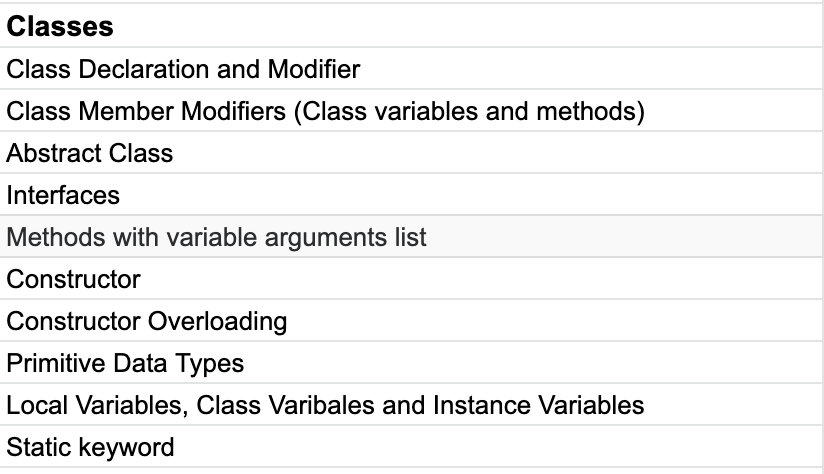 Classes
Class Declaration and Modifier
Class Member Modifiers (Class variables and methods)
Abstract Class
Interfaces
Methods with variable arguments list
Constructor
Constructor Overloading
Primitive Data Types
Local Variables, Class Varibales and Instance Variables
Static keyword